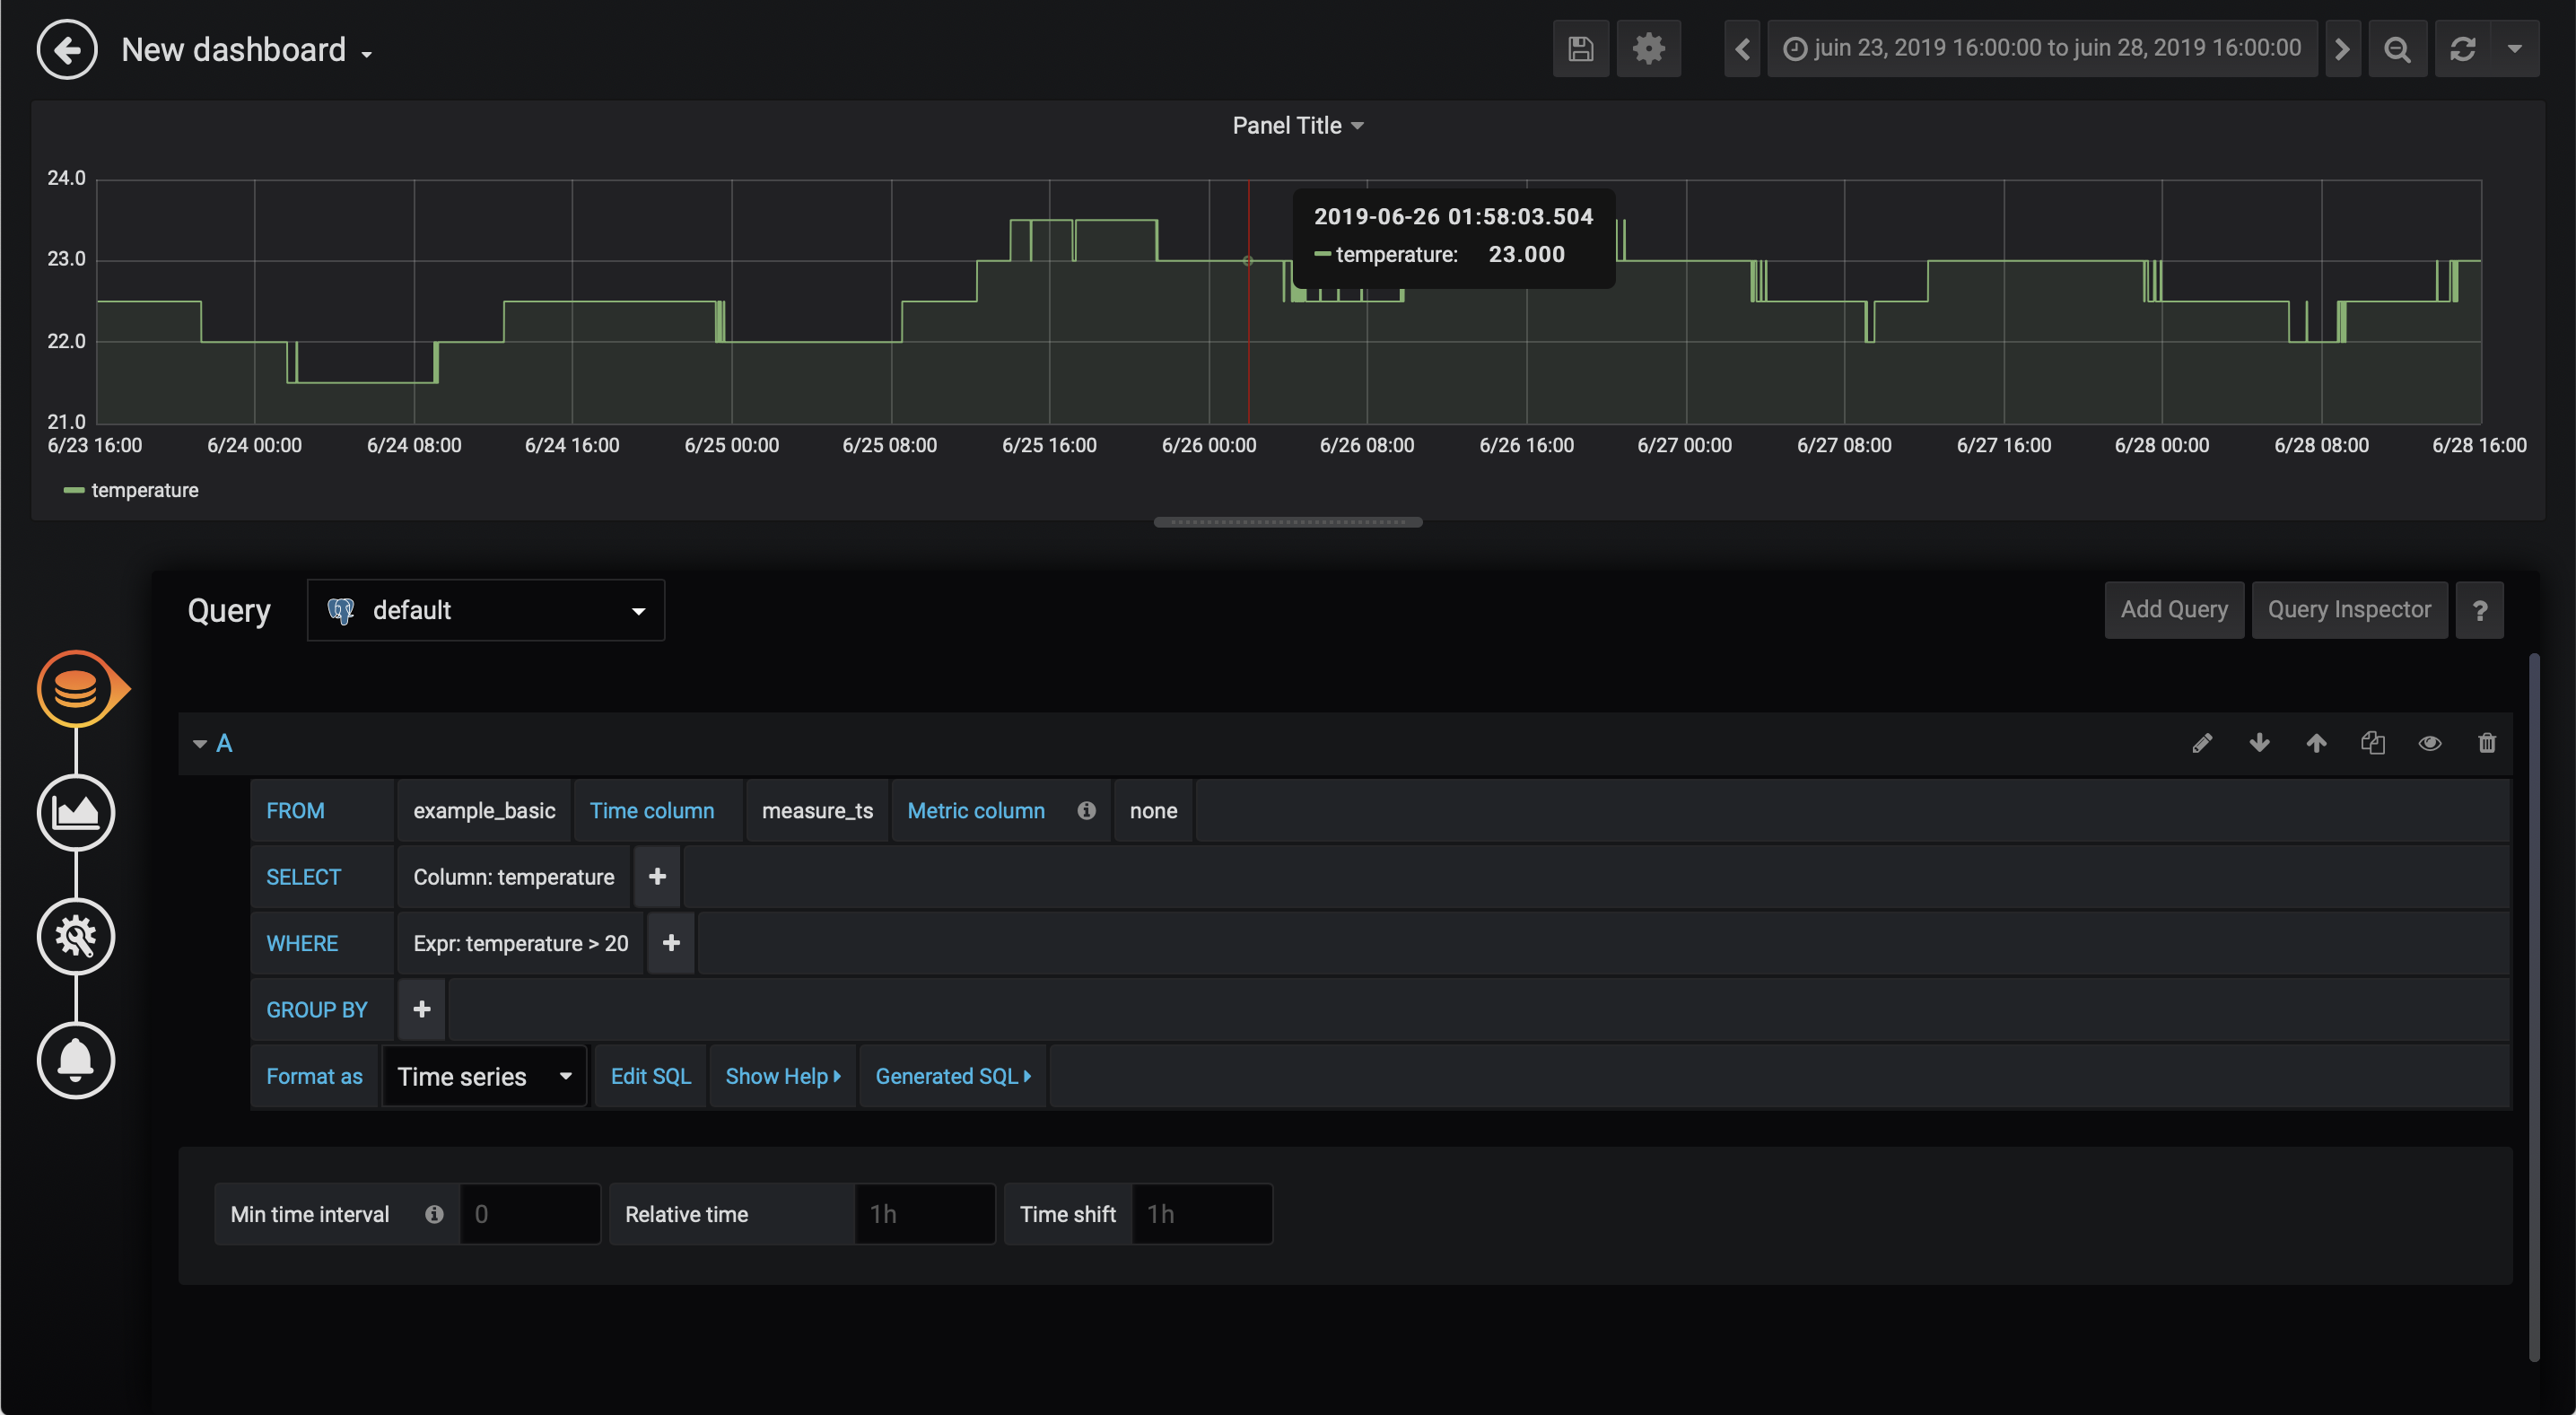 New dashboard
juin 23, 2019 16:00:00 to juin 28, 2019 16:00:00
Panel Title
24.0
23.0
22.0
21.0
2019-06-26 01:58:03.504
temperature: 23.000
6/23 16:00 6/24 00:00 6/24 08:00 6/24 16:00 6/25 00:00 6/25 08:00 6/25 16:00 6/26 00:00 6/26 08:00 6/26 16:00 6/27 00:00 6/27 08:00 6/27 16:00 6/28 00:00 6/28 08:00 6/28 16:00
temperature
Query default Add Query Query Inspector ?
A
FROM example_basic Time column measure_ts Metric column none
SELECT Column: temperature +
WHERE Expr: temperature > 20 +
GROUP BY +
Format as Time series Edit SQL Show Help Generated SQL
Min time interval 0 Relative time 1h Time shift 1h